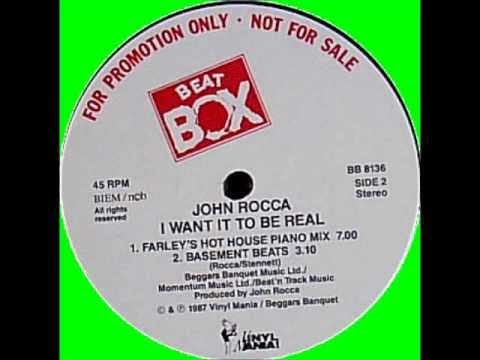 FOR PROMOTION ONLY · NOT FOR SALE
BEAT
BOX
45 RPM
BIEM / ncb
All rights
reserved
BB 8136
SIDE 2
Stereo
JOHN ROCCA
I WANT IT TO BE REAL
1. FARLEY'S HOT HOUSE PIANO MIX 7.00
2. BASEMENT BEATS 3.10
(Rocca/Stennett)
Beggars Banquet Music Ltd./
Momentum Music Ltd./Beat'n Track Music
Produced by John Rocca
© & ℗ 1987 Vinyl Mania / Beggars Banquet
VINYL
MANIA